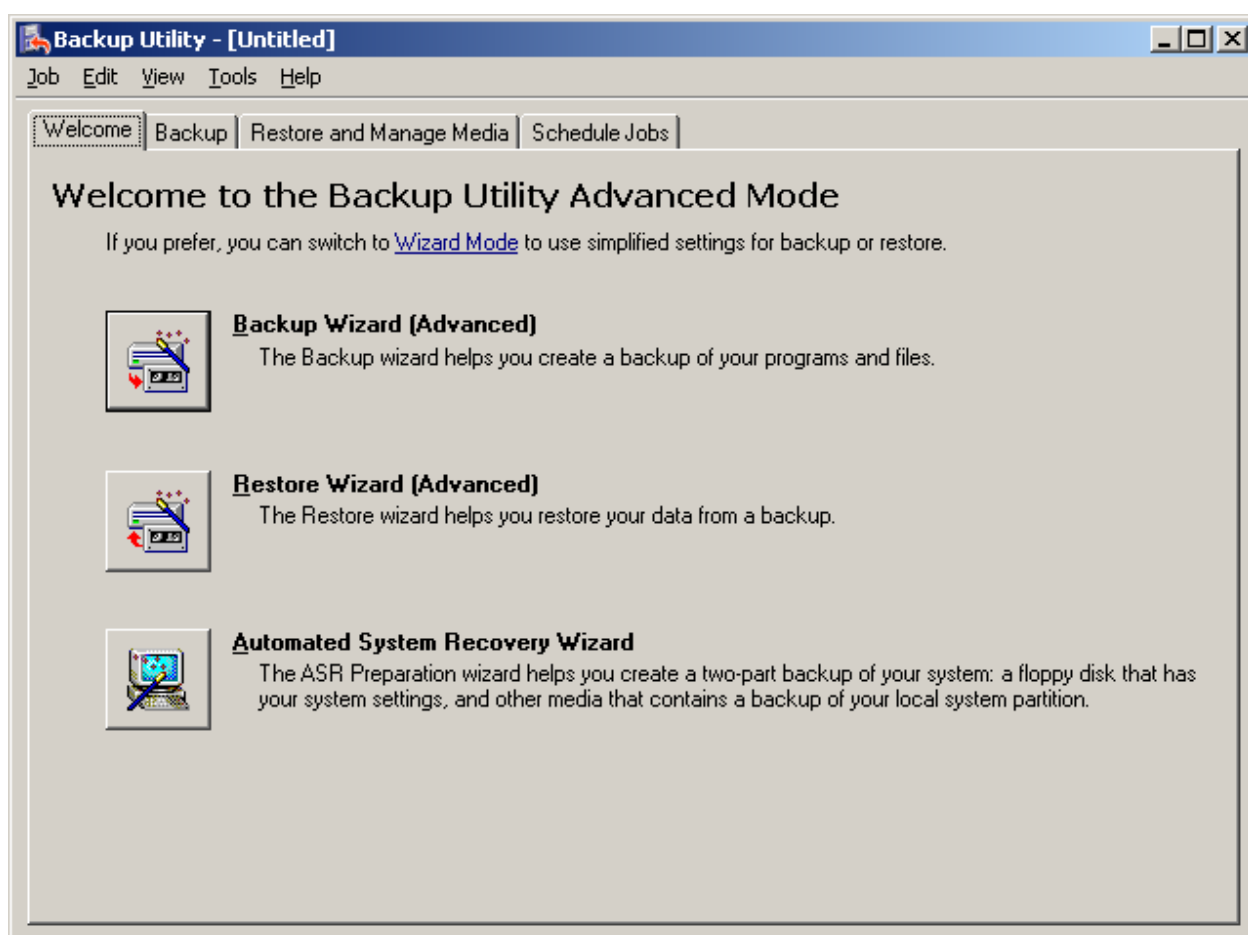 Backup Utility - [Untitled]
Job Edit View Tools Help
Welcome Backup Restore and Manage Media Schedule Jobs
Welcome to the Backup Utility Advanced Mode
If you prefer, you can switch to Wizard Mode to use simplified settings for backup or restore.
Backup Wizard (Advanced)
The Backup wizard helps you create a backup of your programs and files.
Restore Wizard (Advanced)
The Restore wizard helps you restore your data from a backup.
Automated System Recovery Wizard
The ASR Preparation wizard helps you create a two-part backup of your system: a floppy disk that has
your system settings, and other media that contains a backup of your local system partition.